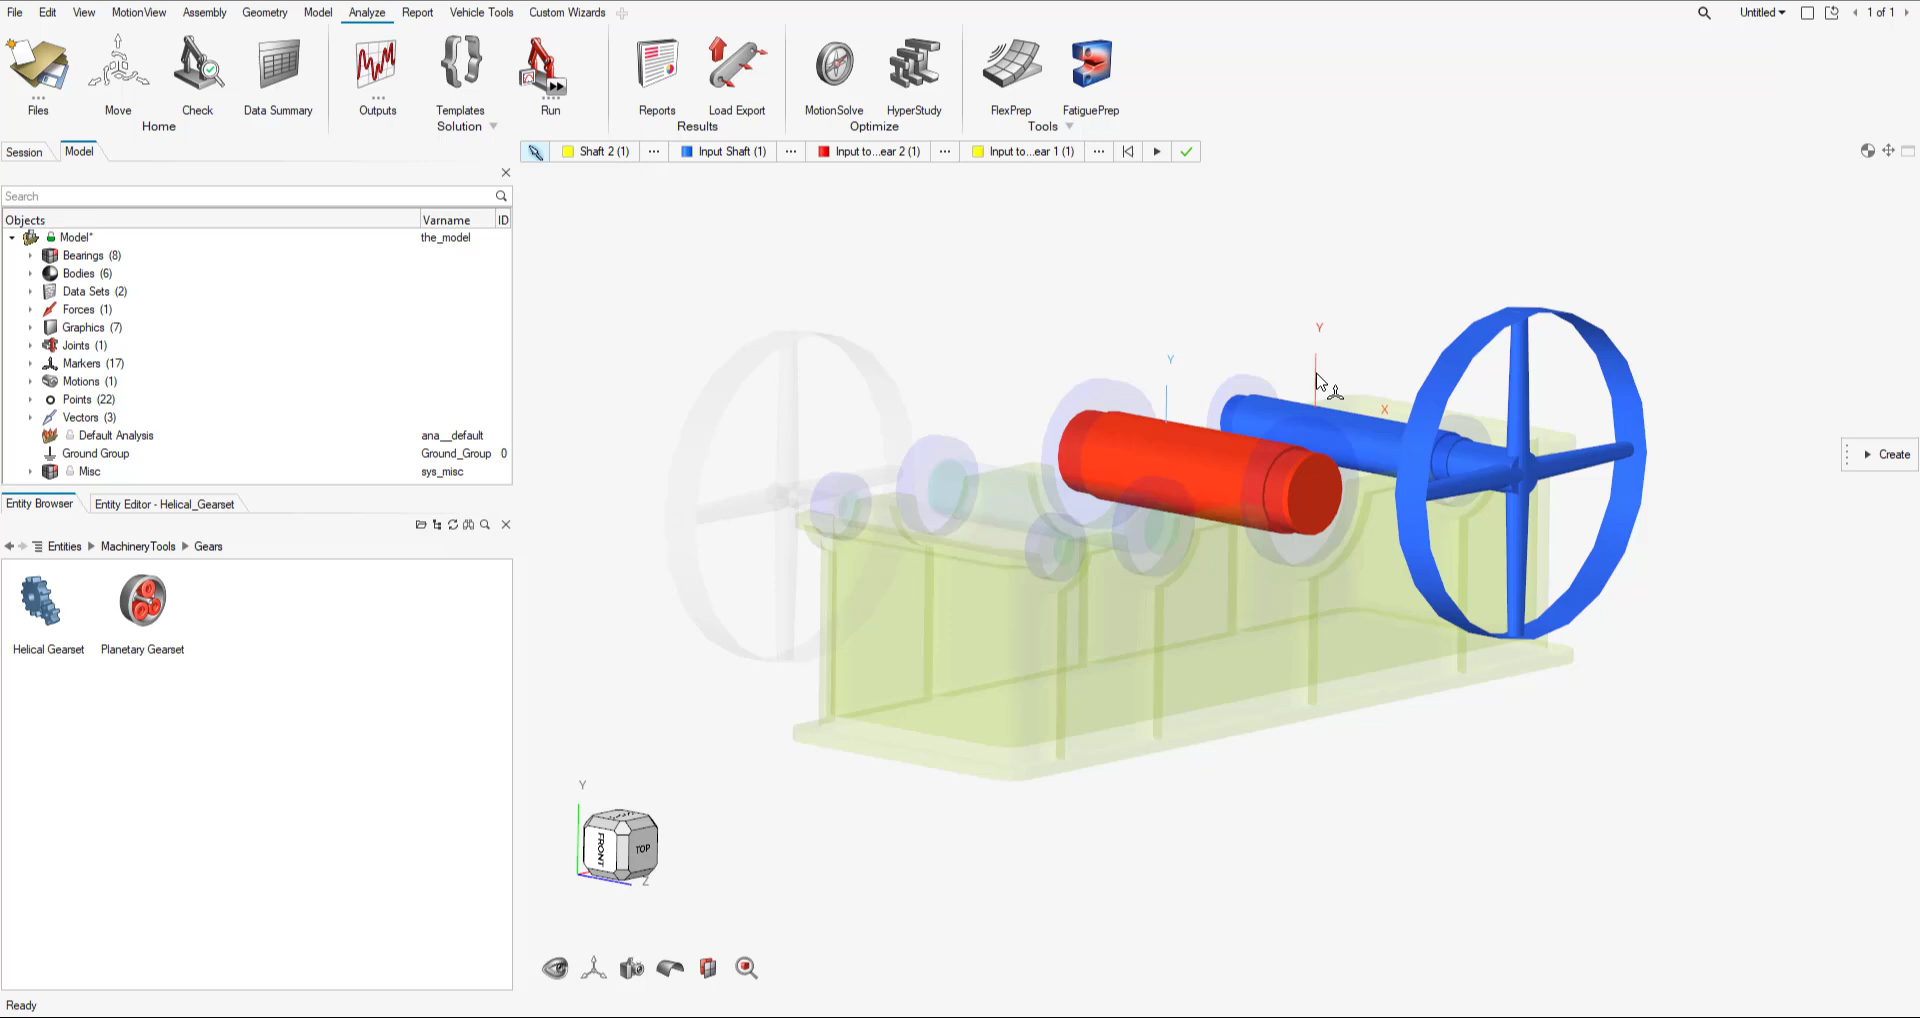 File Edit View MotionView Assembly Geometry Model Analyze Report Vehicle Tools Custom Wizards Untitled 1 of 1
Files Move Check Data Summary Outputs Templates Run Reports Load Export MotionSolve HyperStudy FlexPrep FatiguePrep
Home Solution Results Optimize Tools
Session Model
Shaft 2 (1) ... Input Shaft (1) ... Input to...ear 2 (1) ... Input to...ear 1 (1) ...
Search
Objects Varname ID
Model* the_model
Bearings (8)
Bodies (6)
Data Sets (2)
Forces (1)
Graphics (7)
Joints (1)
Markers (17)
Motions (1)
Points (22)
Vectors (3)
Default Analysis ana__default
Ground Group Ground_Group 0
Misc sys_misc
Entity Browser Entity Editor - Helical_Gearset
Entities MachineryTools Gears
Helical Gearset Planetary Gearset
Y
Y
X
Create
Y
FRONT
TOP
Z
Ready